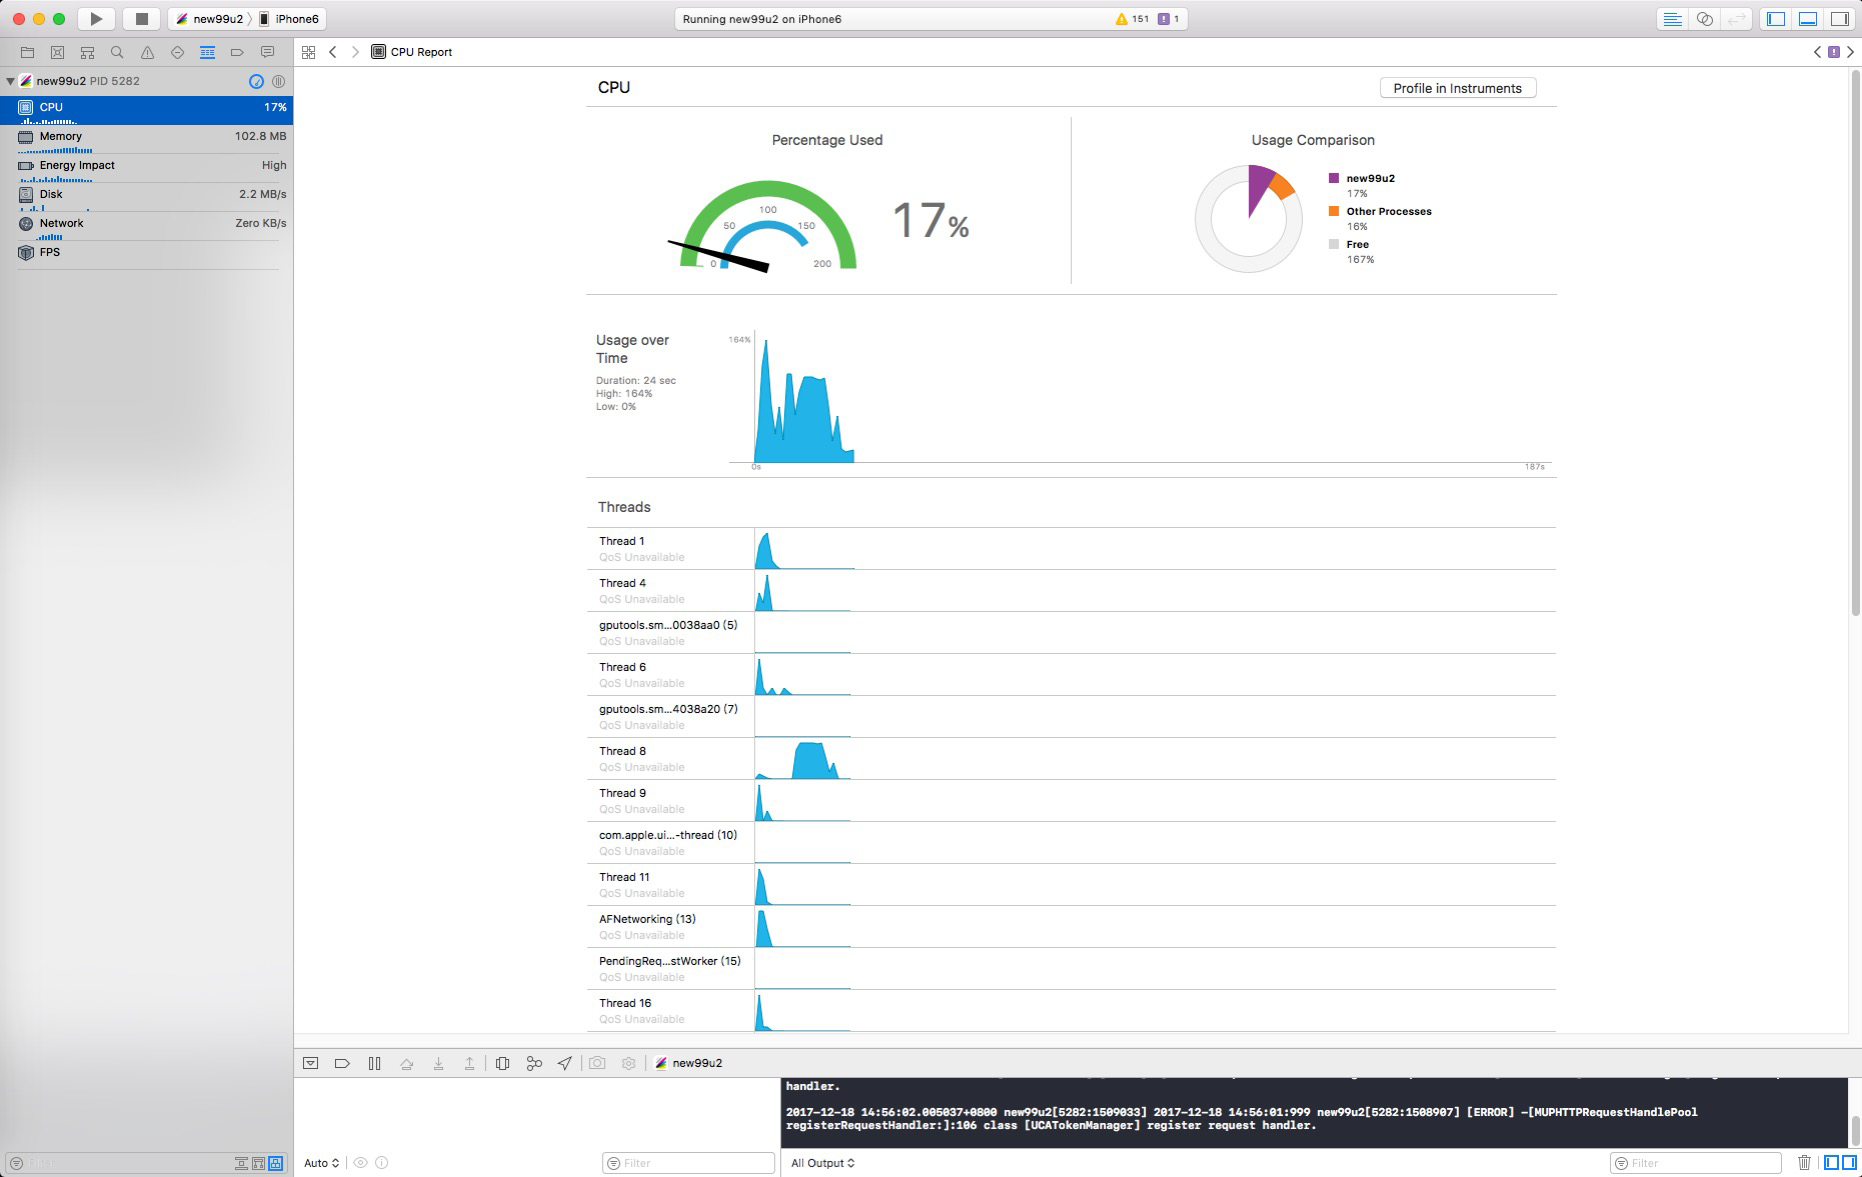 new99u2 iPhone6
Running new99u2 on iPhone6
151 1
CPU Report
new99u2 PID 5282
CPU 17%
Memory 102.8 MB
Energy Impact High
Disk 2.2 MB/s
Network Zero KB/s
FPS
CPU
Profile in Instruments
Percentage Used
0 50 100 150 200
17%
Usage Comparison
new99u2
17%
Other Processes
16%
Free
167%
Usage over
Time
Duration: 24 sec
High: 164%
Low: 0%
164%
0s 187s
Threads
Thread 1
QoS Unavailable
Thread 4
QoS Unavailable
gputools.sm...0038aa0 (5)
QoS Unavailable
Thread 6
QoS Unavailable
gputools.sm...4038a20 (7)
QoS Unavailable
Thread 8
QoS Unavailable
Thread 9
QoS Unavailable
com.apple.ui...-thread (10)
QoS Unavailable
Thread 11
QoS Unavailable
AFNetworking (13)
QoS Unavailable
PendingReq...stWorker (15)
QoS Unavailable
Thread 16
QoS Unavailable
new99u2
handler.
2017-12-18 14:56:02.005037+0800 new99u2[5282:1509033] 2017-12-18 14:56:01:999 new99u2[5282:1508907] [ERROR] -[MUPHTTPRequestHandlePool
registerRequestHandler:]:106 class [UCATokenManager] register request handler.
Auto
Filter
All Output
Filter